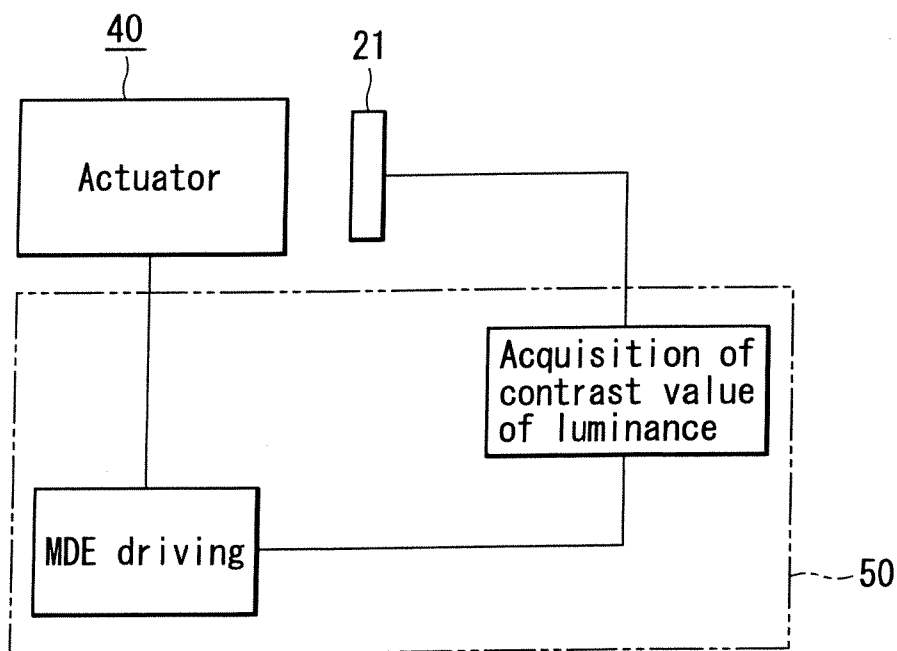 40
21
Actuator
Acquisition of
contrast value
of luminance
MDE driving
50